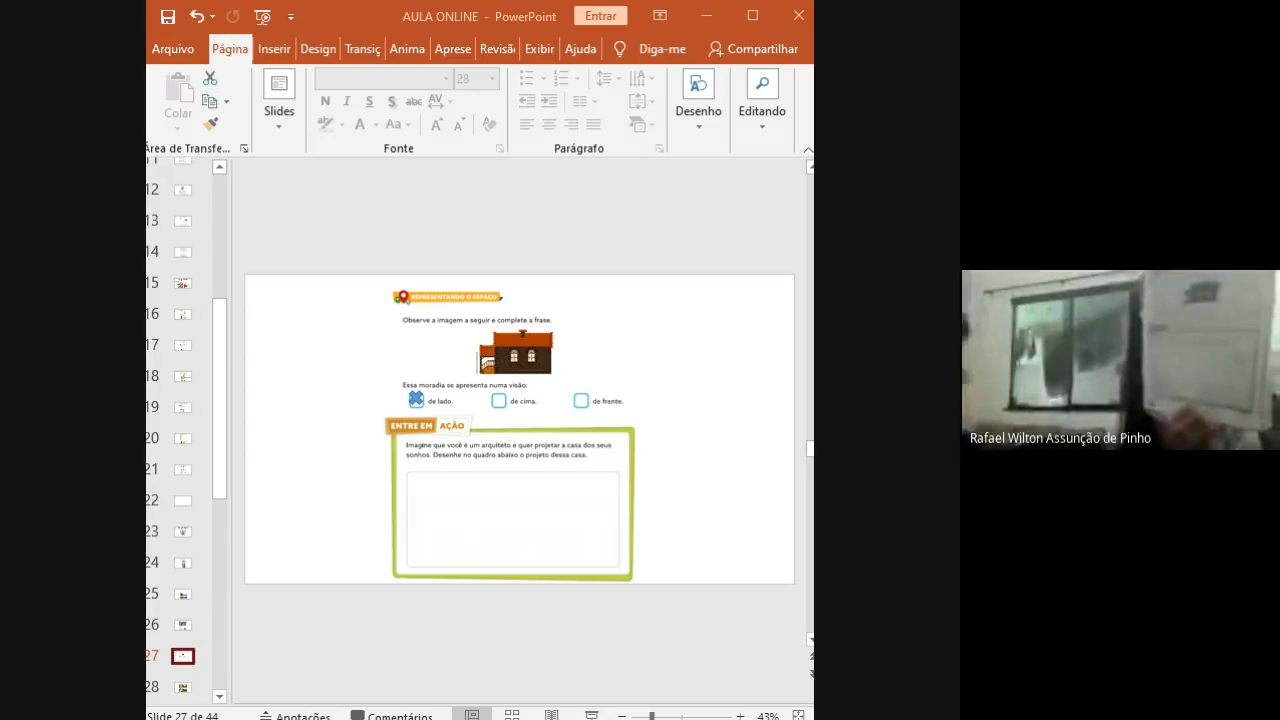 AULA ONLINE - PowerPoint
Entrar
Arquivo
Página
Inserir
Design
Transiç
Anima
Aprese
Revisã
Exibir
Ajuda
Diga-me
Compartilhar
Colar
Slides
28
N I S S abc AV
A Aa A A
Desenho
Editando
Área de Transfe...
Fonte
Parágrafo
12
13
14
15
16
17
18
19
20
21
22
23
24
25
26
27
28
REPRESENTANDO O ESPAÇO
Observe a imagem a seguir e complete a frase.
Essa moradia se apresenta numa visão:
de lado. de cima. de frente.
ENTRE EM AÇÃO
Imagine que você é um arquiteto e quer projetar a casa dos seus
sonhos. Desenhe no quadro abaixo o projeto dessa casa.
Slide 27 de 44
Anotações
Comentários
43%
Rafael Wilton Assunção de Pinho